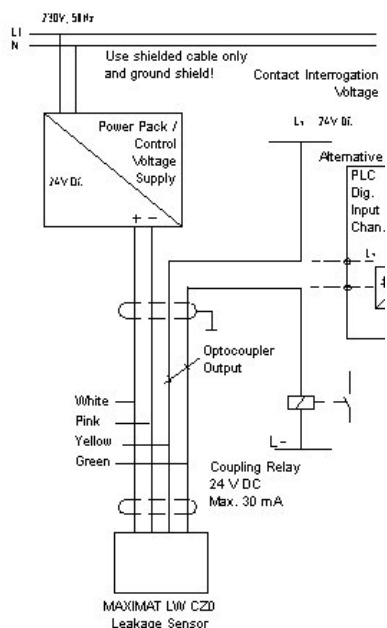 230V, 50Hz
L1
N
Use shielded cable only
and ground shield!
Contact Interrogation
Voltage
L+ 24V Di.
Power Pack /
Control
Voltage
Supply
24V Di.
+ −
Alternative
PLC
Dig.
Input
Chan.
L+
Optocoupler
Output
White
Pink
Yellow
Green
L−
Coupling Relay
24 V DC
Max. 30 mA
MAXIMAT LW CZ0
Leakage Sensor